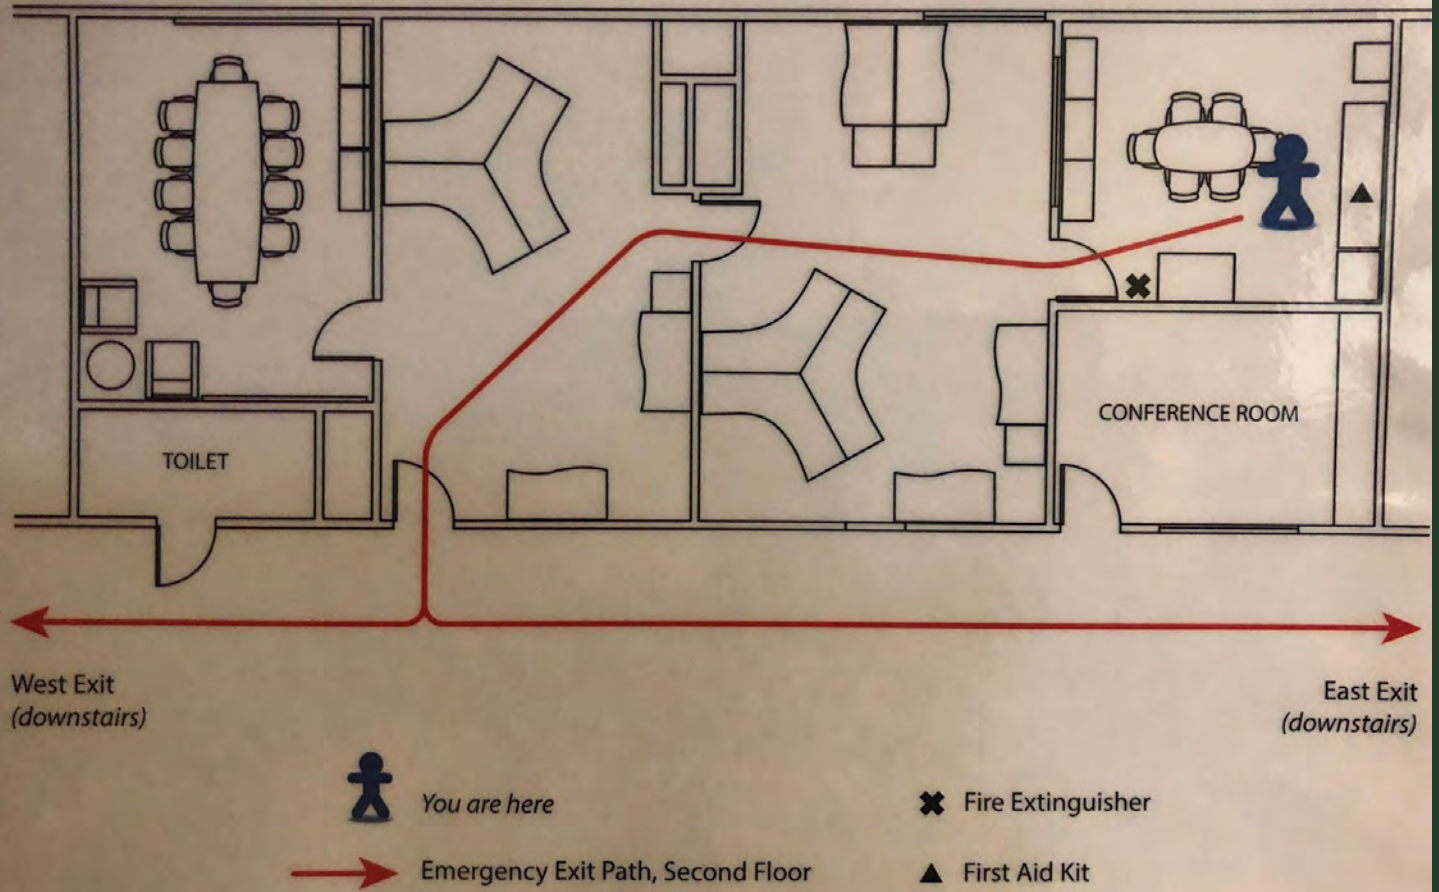 TOILET
CONFERENCE ROOM
West Exit
(downstairs)
East Exit
(downstairs)
You are here
Fire Extinguisher
Emergency Exit Path, Second Floor
First Aid Kit